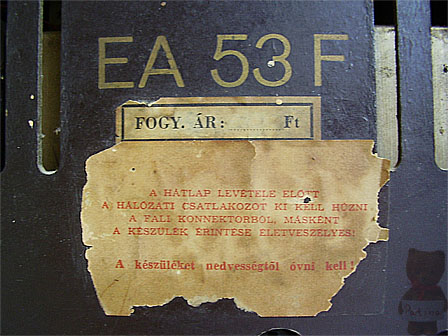 EA 53 F
FOGY. ÁR: ............ Ft
A HÁTLAP LEVÉTELE ELŐTT
A HÁLÓZATI CSATLAKOZÓT KI KELL HÚZNI
A FALI KONNEKTORBÓL, MÁSKÉNT
A KÉSZÜLÉK ÉRINTÉSE ÉLETVESZÉLYES!
A készüléket nedvességtől óvni kell!